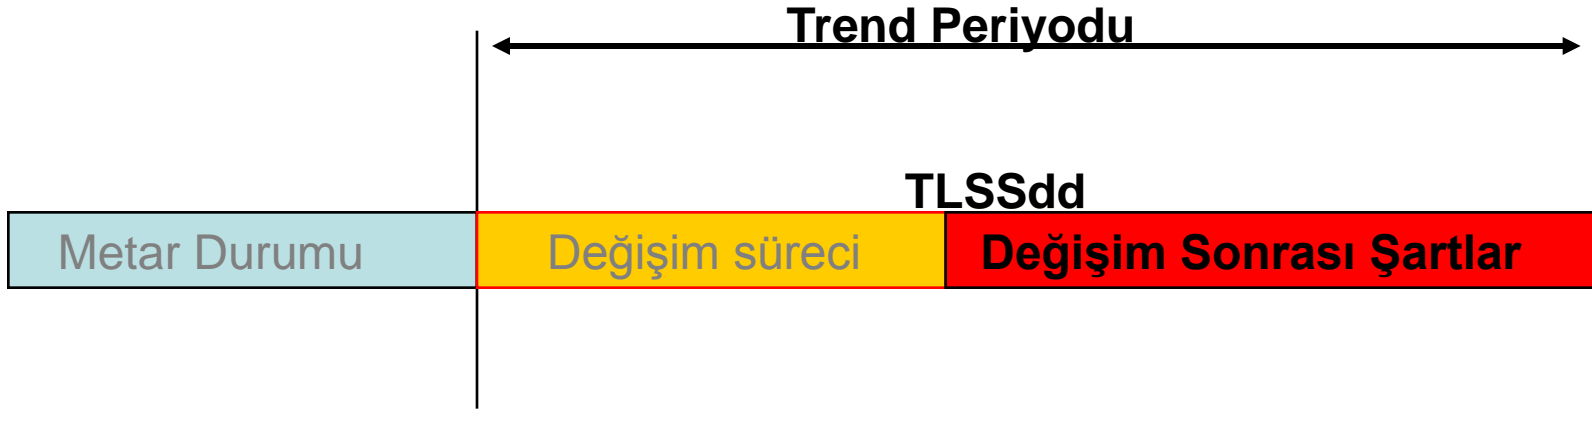 Trend Periyodu
TLSSdd
Metar Durumu
Değişim süreci
Değişim Sonrası Şartlar